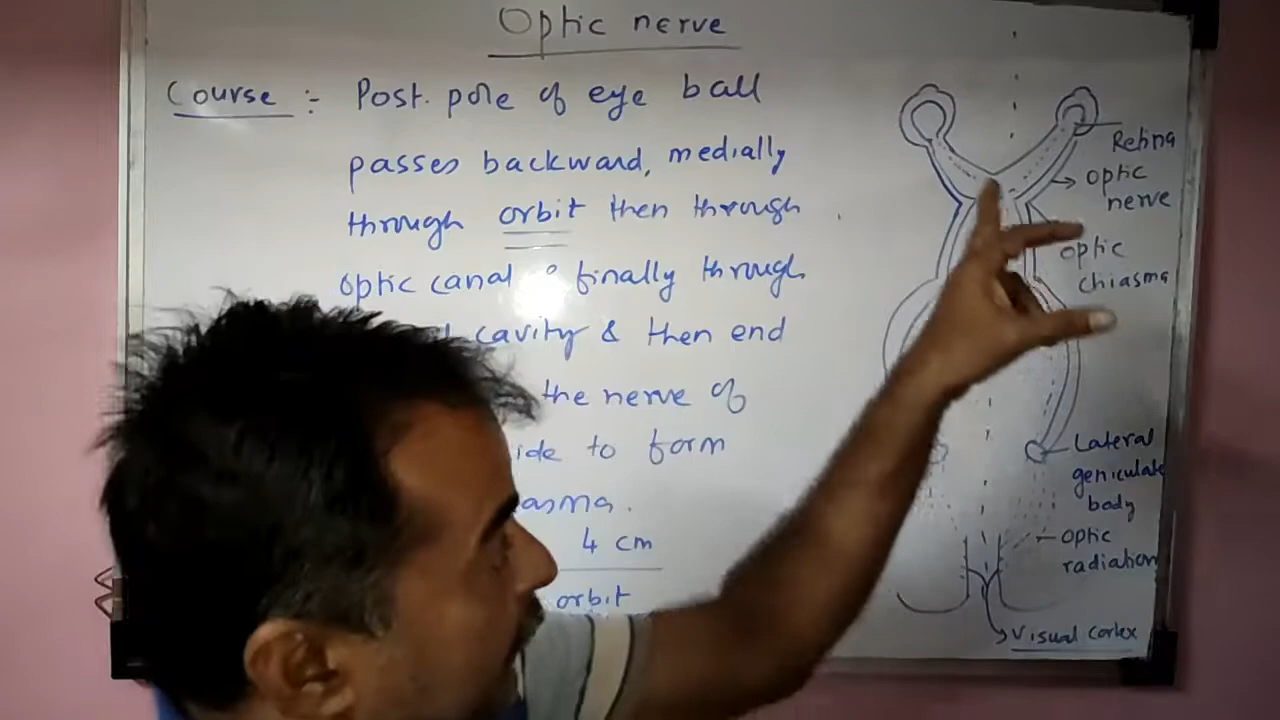 Optic nerve
Course :- Post. pole of eye ball
passes backward, medially
through orbit then through
optic canal & finally through
cavity & then end
the nerve of
to form
4 cm
orbit
Retina
optic
nerve
optic
chiasma
Lateral
geniculate
body
optic
radiation
Visual cortex